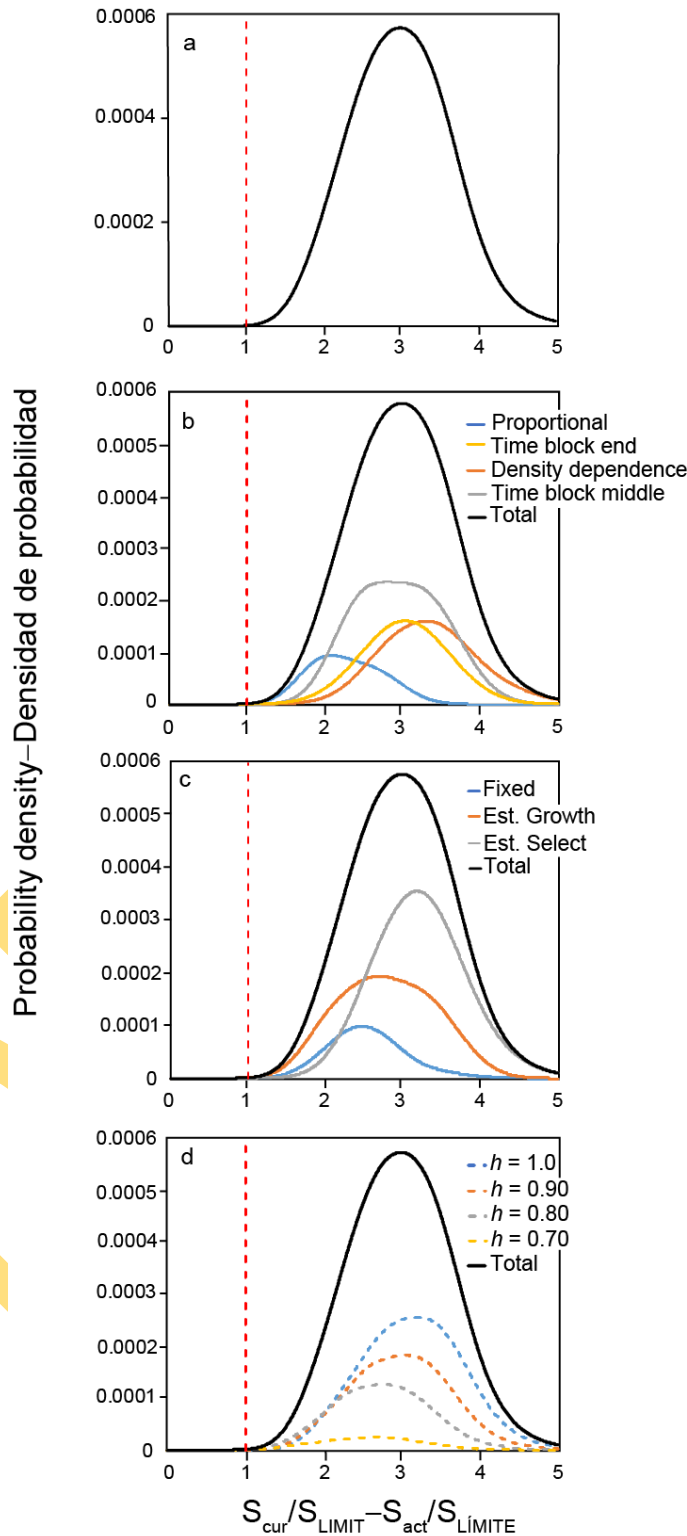 Probability density–Densidad de probabilidad
a
0.0006
0.0004
0.0002
0
0 1 2 3 4 5
b
0.0006
0.0005
0.0004
0.0003
0.0002
0.0001
0
Proportional
Time block end
Density dependence
Time block middle
Total
0 1 2 3 4 5
c
0.0006
0.0005
0.0004
0.0003
0.0002
0.0001
0
Fixed
Est. Growth
Est. Select
Total
0 1 2 3 4 5
d
0.0006
0.0005
0.0004
0.0003
0.0002
0.0001
0
h = 1.0
h = 0.90
h = 0.80
h = 0.70
Total
0 1 2 3 4 5
Scur/SLIMIT–Sact/SLÍMITE